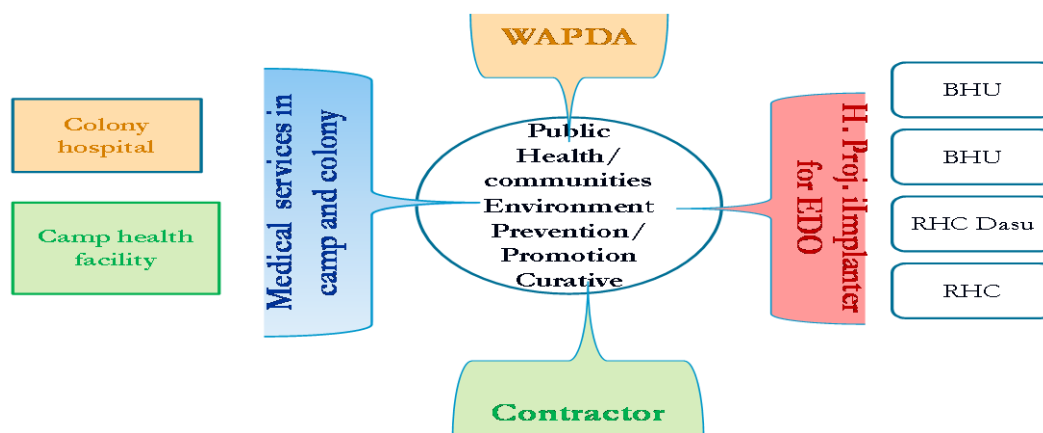 WAPDA
Colony
hospital
Camp health
facility
Medical services in
camp and colony
Public
Health/
communities
Environment
Prevention/
Promotion
Curative
H. Proj. iImplanter
for EDO
BHU
BHU
RHC Dasu
RHC
Contractor